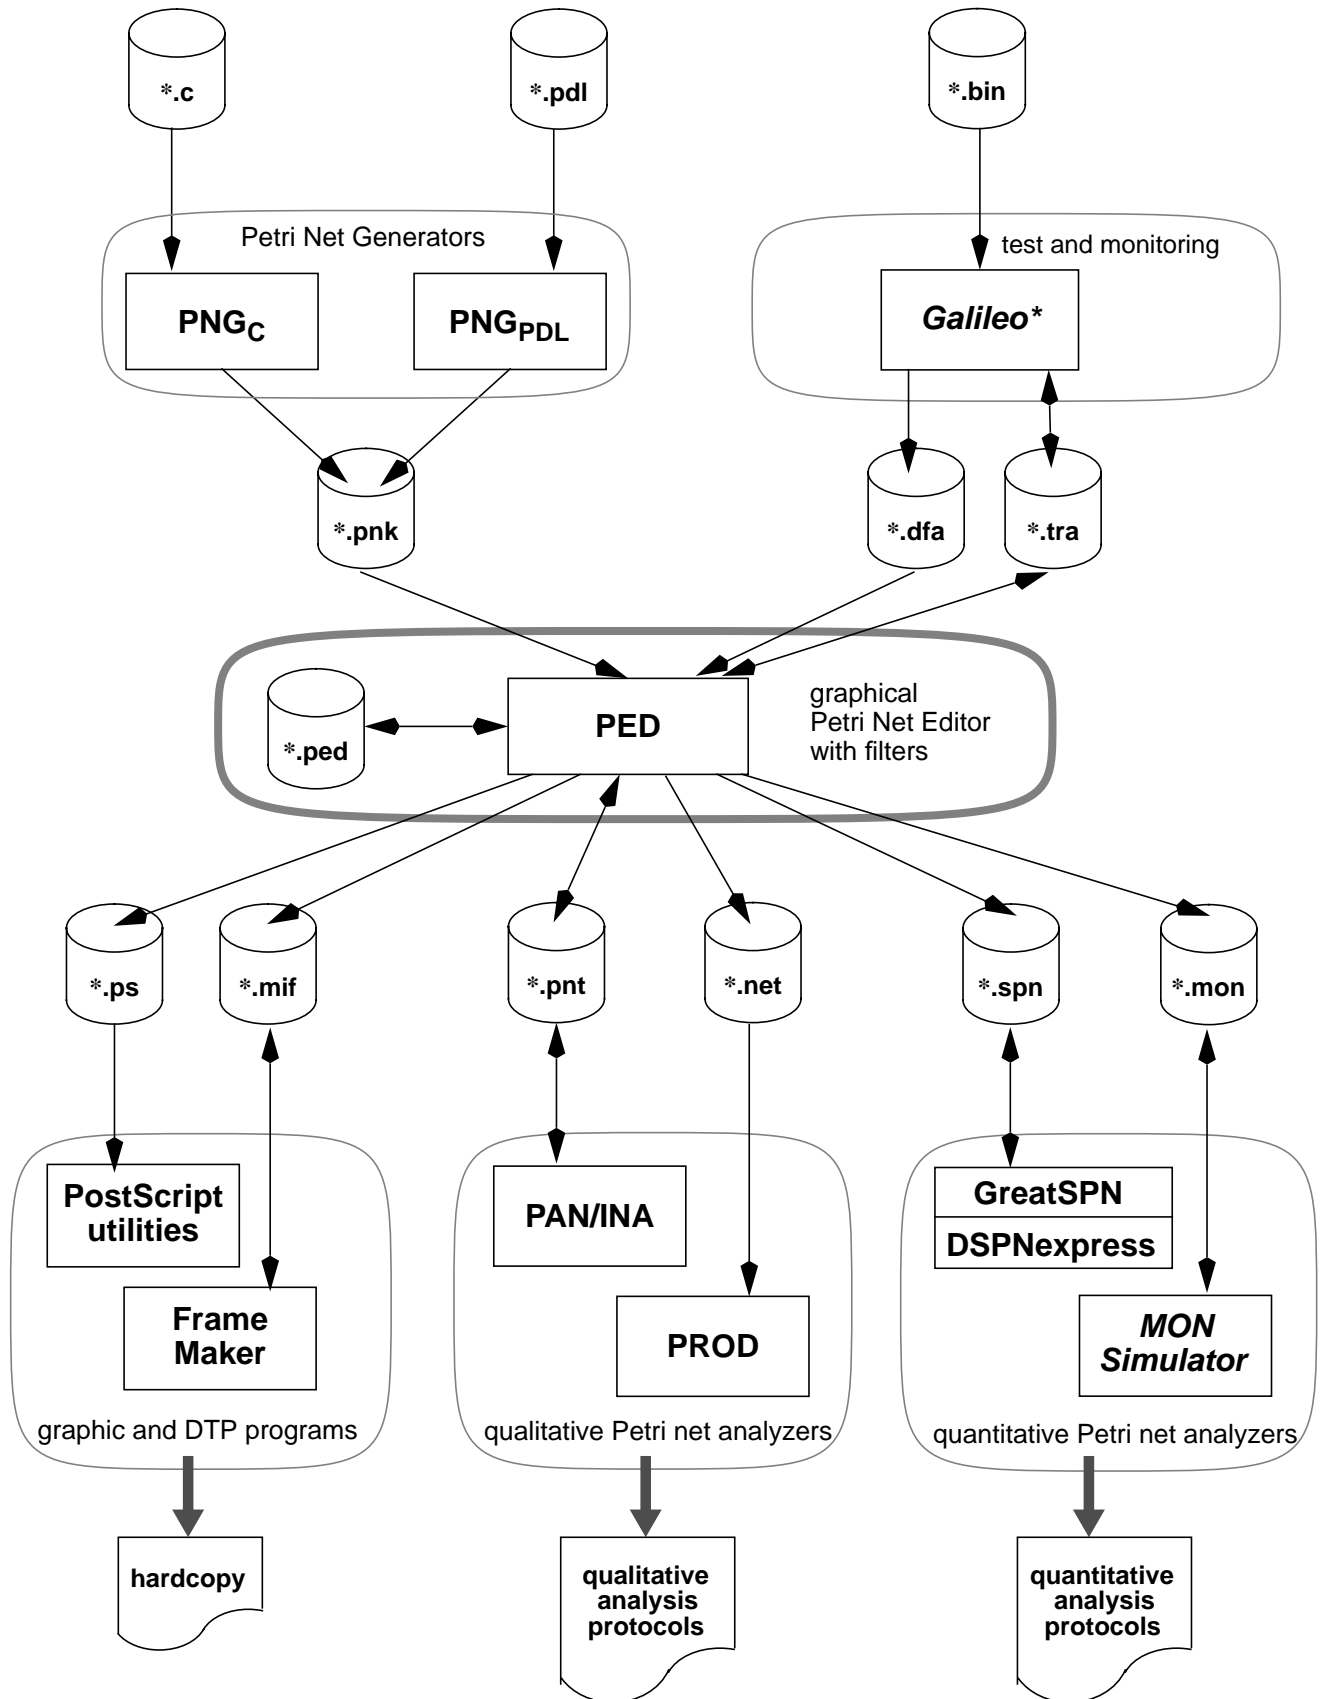 *.c
*.pdl
*.bin
Petri Net Generators
test and monitoring
PNGC
PNGPDL
Galileo*
*.pnk
*.dfa
*.tra
*.ped
PED
graphical
Petri Net Editor
with filters
*.ps
*.mif
*.pnt
*.net
*.spn
*.mon
PostScript
utilities
Frame
Maker
graphic and DTP programs
PAN/INA
PROD
qualitative Petri net analyzers
GreatSPN
DSPNexpress
MON
Simulator
quantitative Petri net analyzers
hardcopy
qualitative
analysis
protocols
quantitative
analysis
protocols